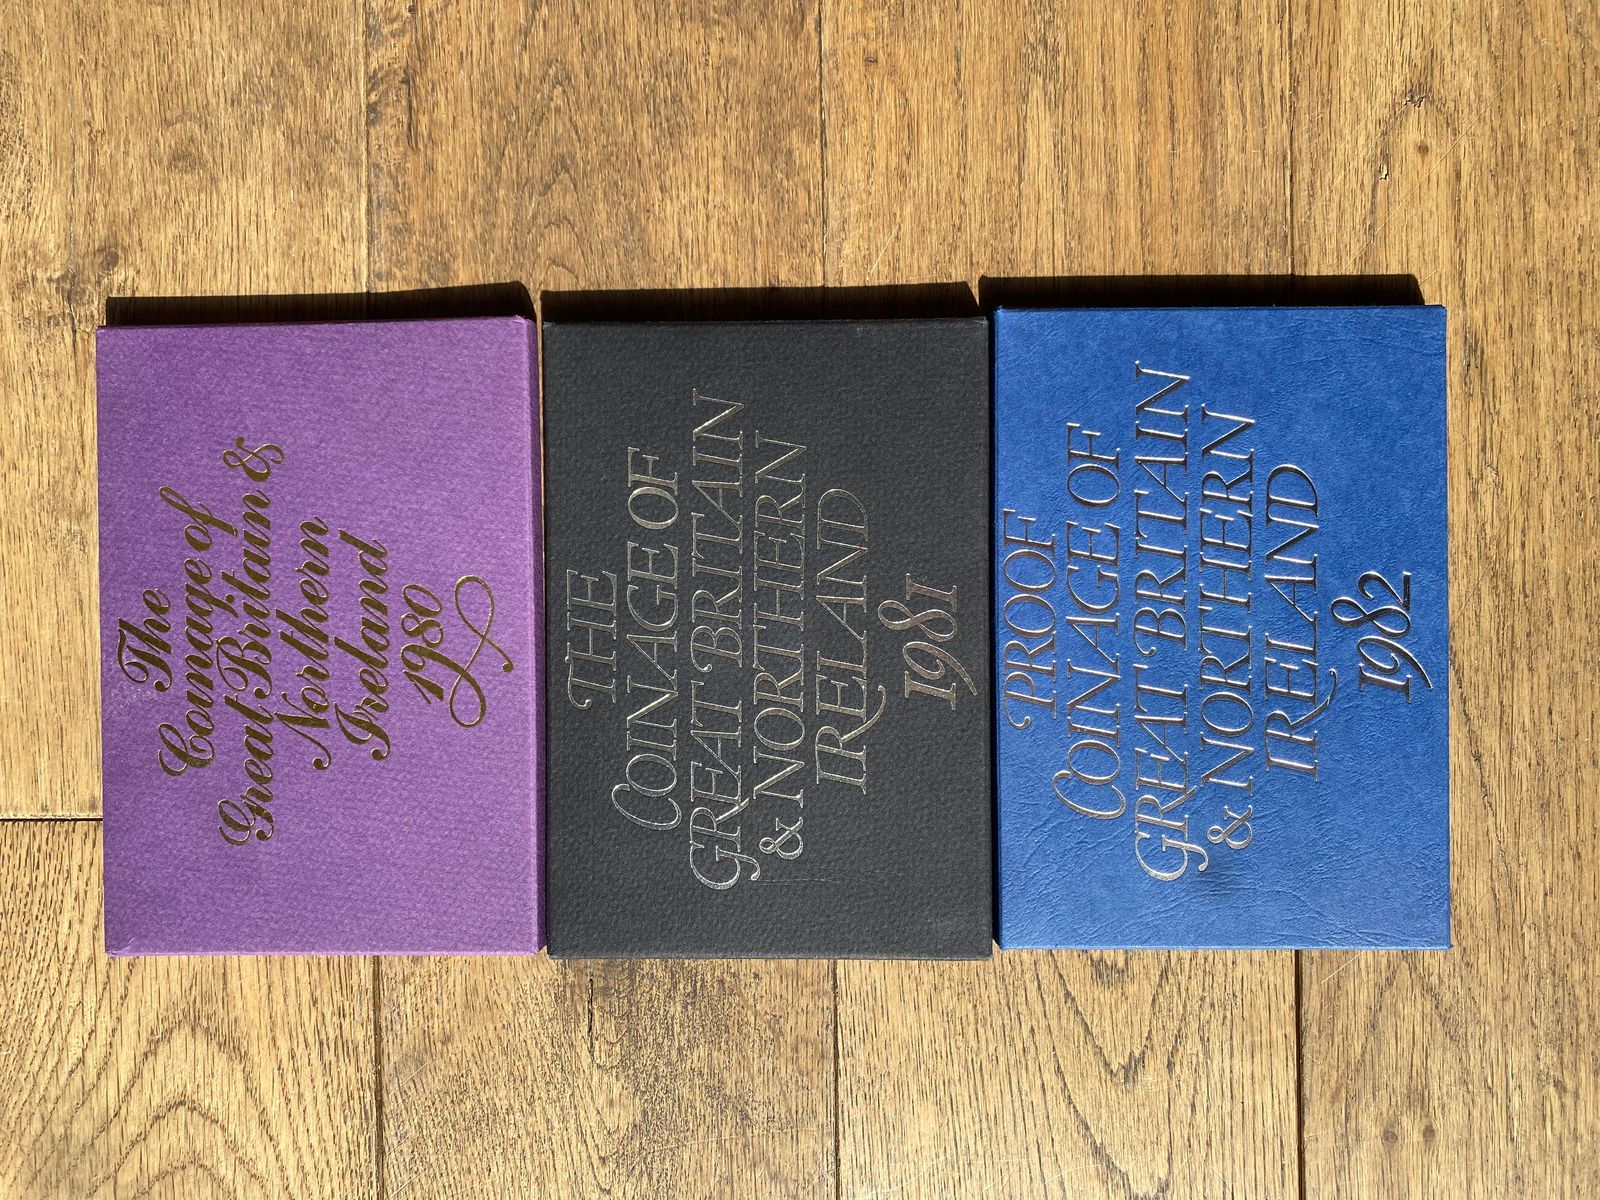 The
Coinage of
Great Britain &
Northern
Ireland
1980
THE
COINAGE OF
GREAT BRITAIN
& NORTHERN
IRELAND
1981
PROOF
COINAGE OF
GREAT BRITAIN
& NORTHERN
IRELAND
1982